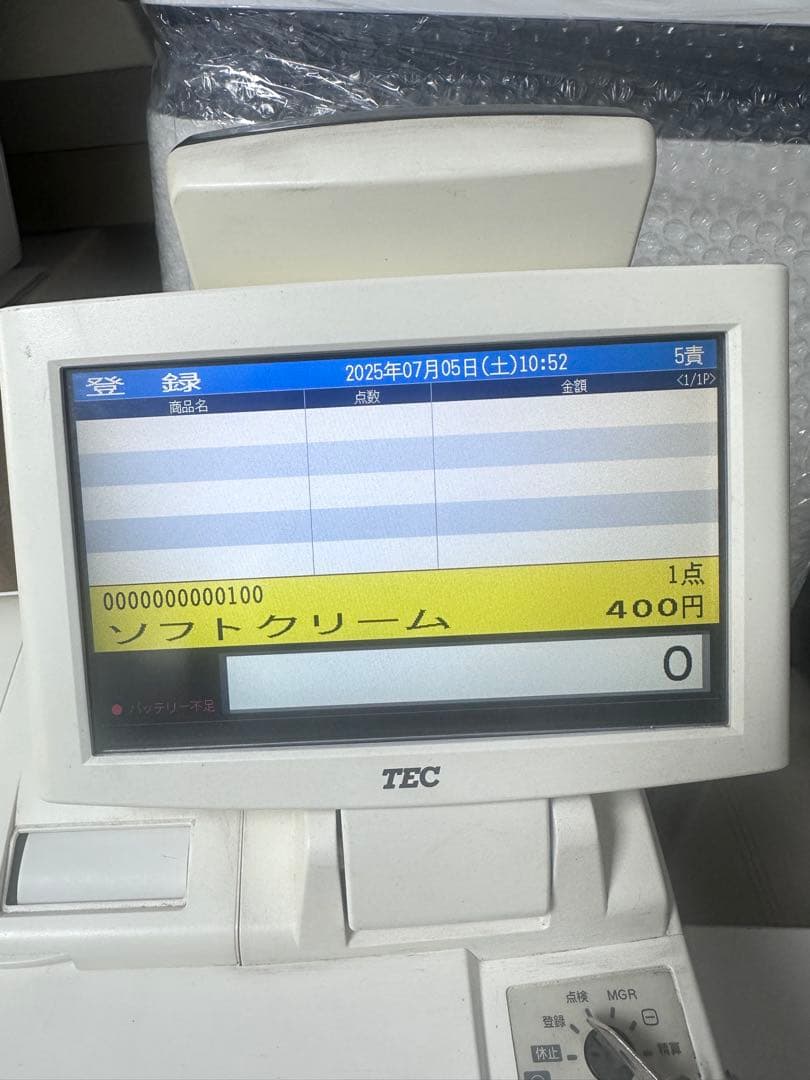 登 録 2025年07月05日(土)10:52 5責
商品名 点数 金額 <1/1P>
0000000000100 1点
ソフトクリーム 400円
0
バッテリー不足
TEC
点検 MGR
登録
休止 精算